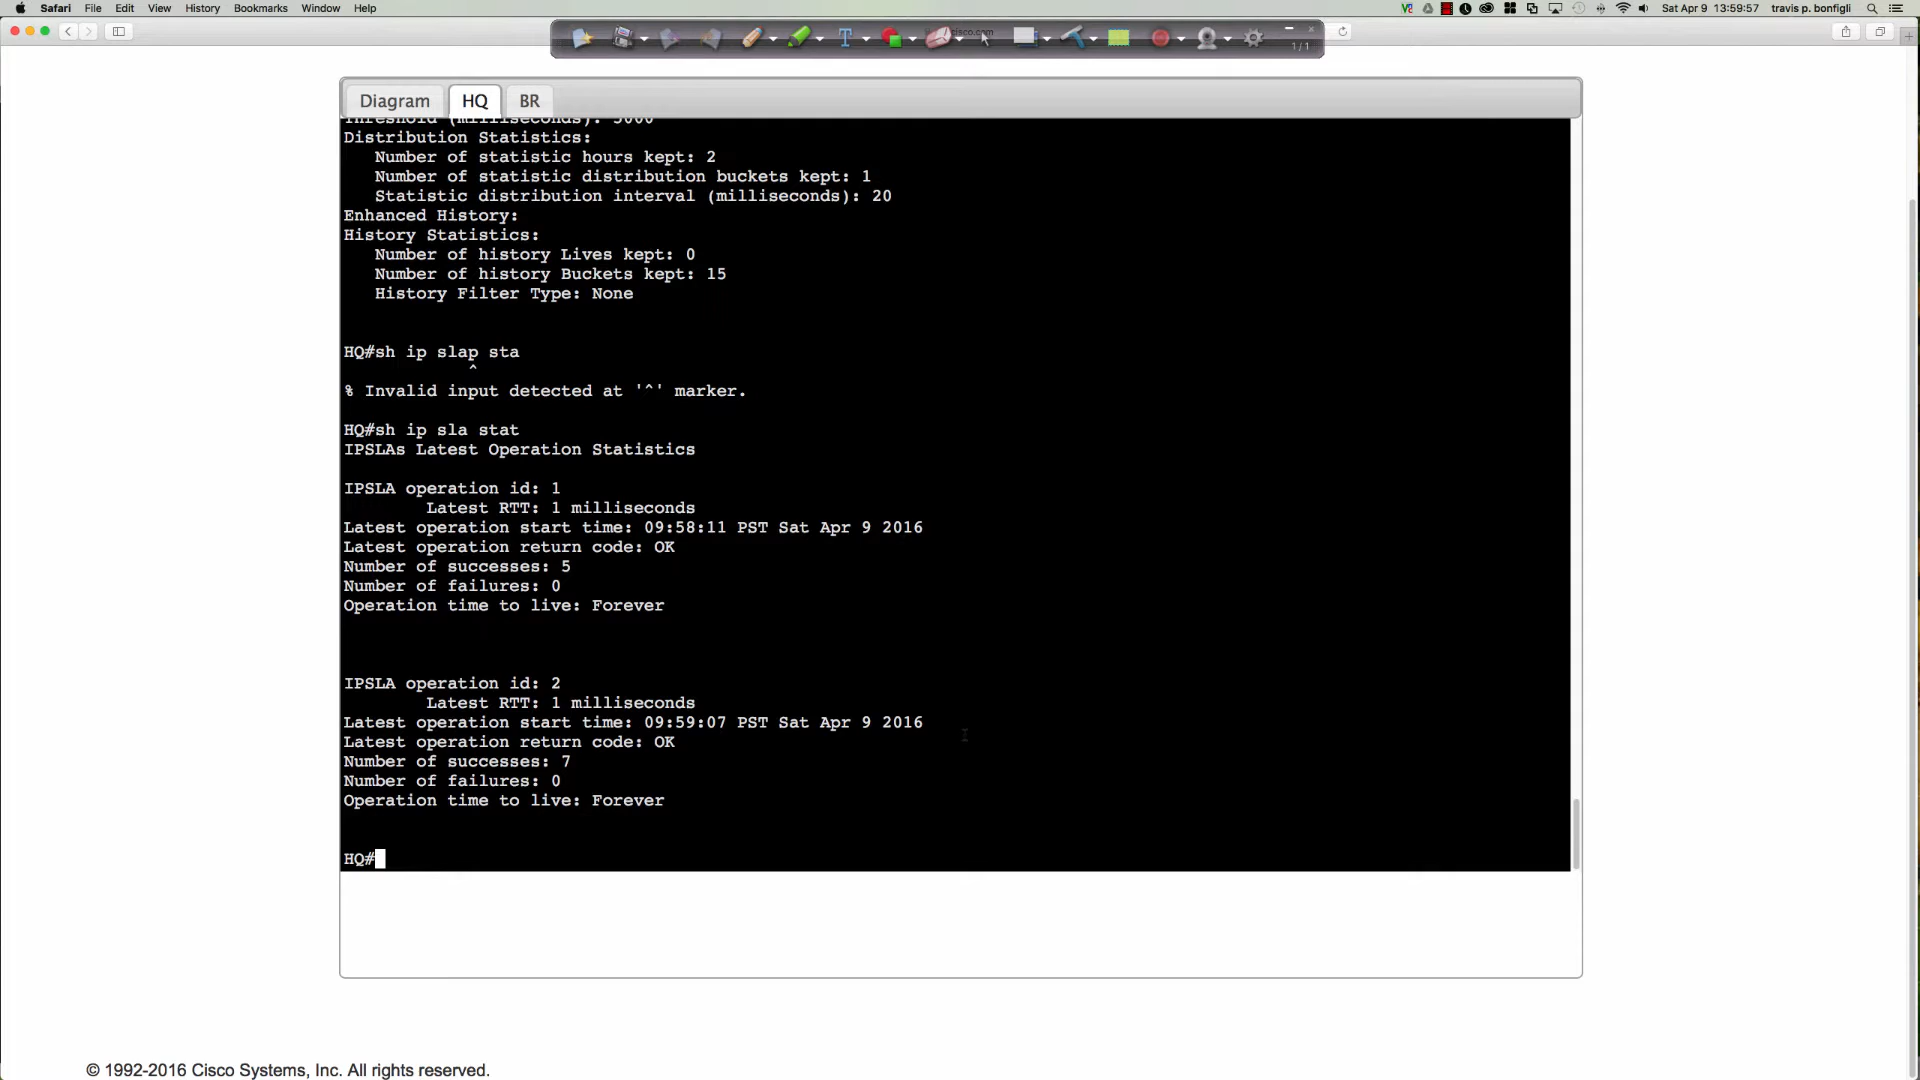 Safari File Edit View History Bookmarks Window Help Sat Apr 9 13:59:57 travis p. bonfigli
cisco.com
1/1
Diagram HQ BR
Threshold (milliseconds): 5000
Distribution Statistics:
Number of statistic hours kept: 2
Number of statistic distribution buckets kept: 1
Statistic distribution interval (milliseconds): 20
Enhanced History:
History Statistics:
Number of history Lives kept: 0
Number of history Buckets kept: 15
History Filter Type: None
HQ#sh ip slap sta
^
% Invalid input detected at '^' marker.
HQ#sh ip sla stat
IPSLAs Latest Operation Statistics
IPSLA operation id: 1
Latest RTT: 1 milliseconds
Latest operation start time: 09:58:11 PST Sat Apr 9 2016
Latest operation return code: OK
Number of successes: 5
Number of failures: 0
Operation time to live: Forever
IPSLA operation id: 2
Latest RTT: 1 milliseconds
Latest operation start time: 09:59:07 PST Sat Apr 9 2016
Latest operation return code: OK
Number of successes: 7
Number of failures: 0
Operation time to live: Forever
HQ#
© 1992-2016 Cisco Systems, Inc. All rights reserved.